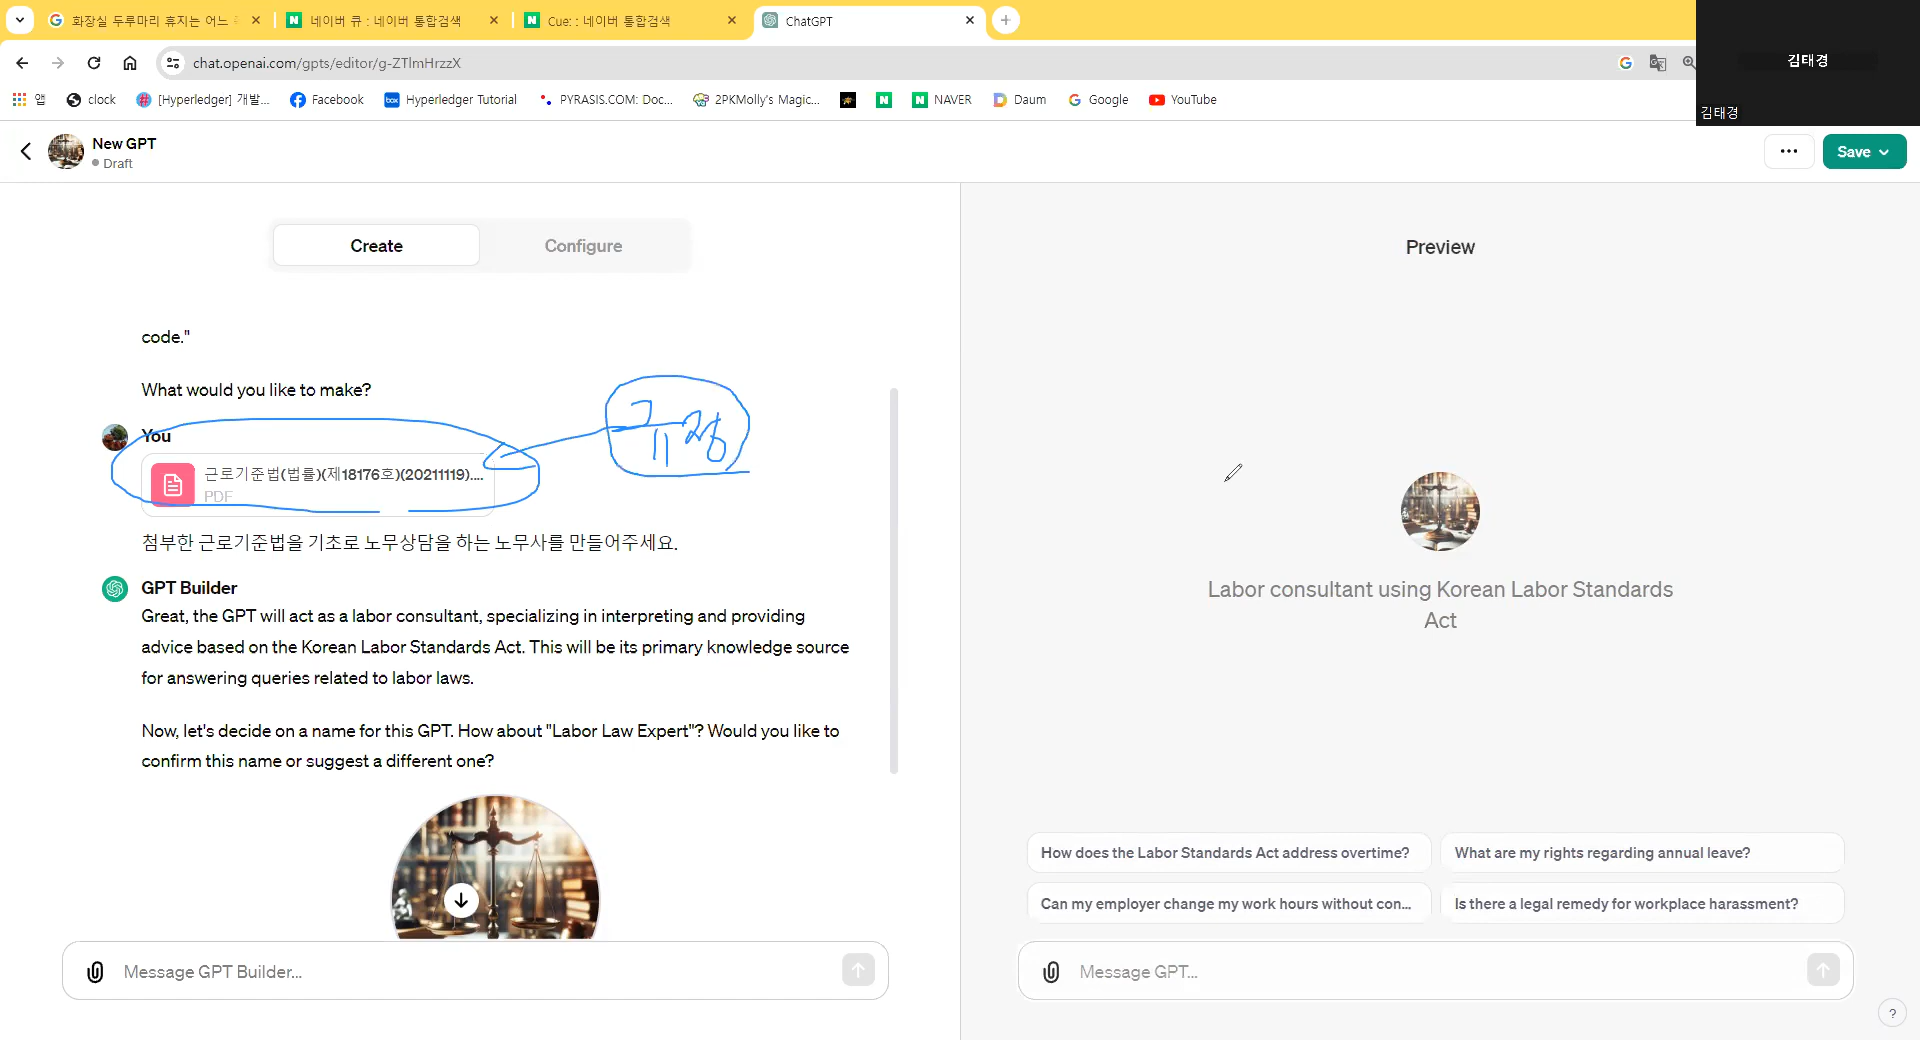 화장실 두루마리 휴지는 어느
네이버 큐 : 네이버 통합검색
Cue: : 네이버 통합검색
ChatGPT
chat.openai.com/gpts/editor/g-ZTlmHrzzX
김태경
김태경
앱
clock
[Hyperledger] 개발...
Facebook
Hyperledger Tutorial
PYRASIS.COM: Doc...
2PKMolly's Magic...
NAVER
Daum
Google
YouTube
New GPT
Draft
Save
Create
Configure
code."
What would you like to make?
You
근로기준법(법률)(제18176호)(20211119)....
PDF
첨부한 근로기준법을 기초로 노무상담을 하는 노무사를 만들어주세요.
GPT Builder
Great, the GPT will act as a labor consultant, specializing in interpreting and providing
advice based on the Korean Labor Standards Act. This will be its primary knowledge source
for answering queries related to labor laws.
Now, let's decide on a name for this GPT. How about "Labor Law Expert"? Would you like to
confirm this name or suggest a different one?
Message GPT Builder...
Preview
Labor consultant using Korean Labor Standards
Act
How does the Labor Standards Act address overtime?
What are my rights regarding annual leave?
Can my employer change my work hours without con...
Is there a legal remedy for workplace harassment?
Message GPT...
?